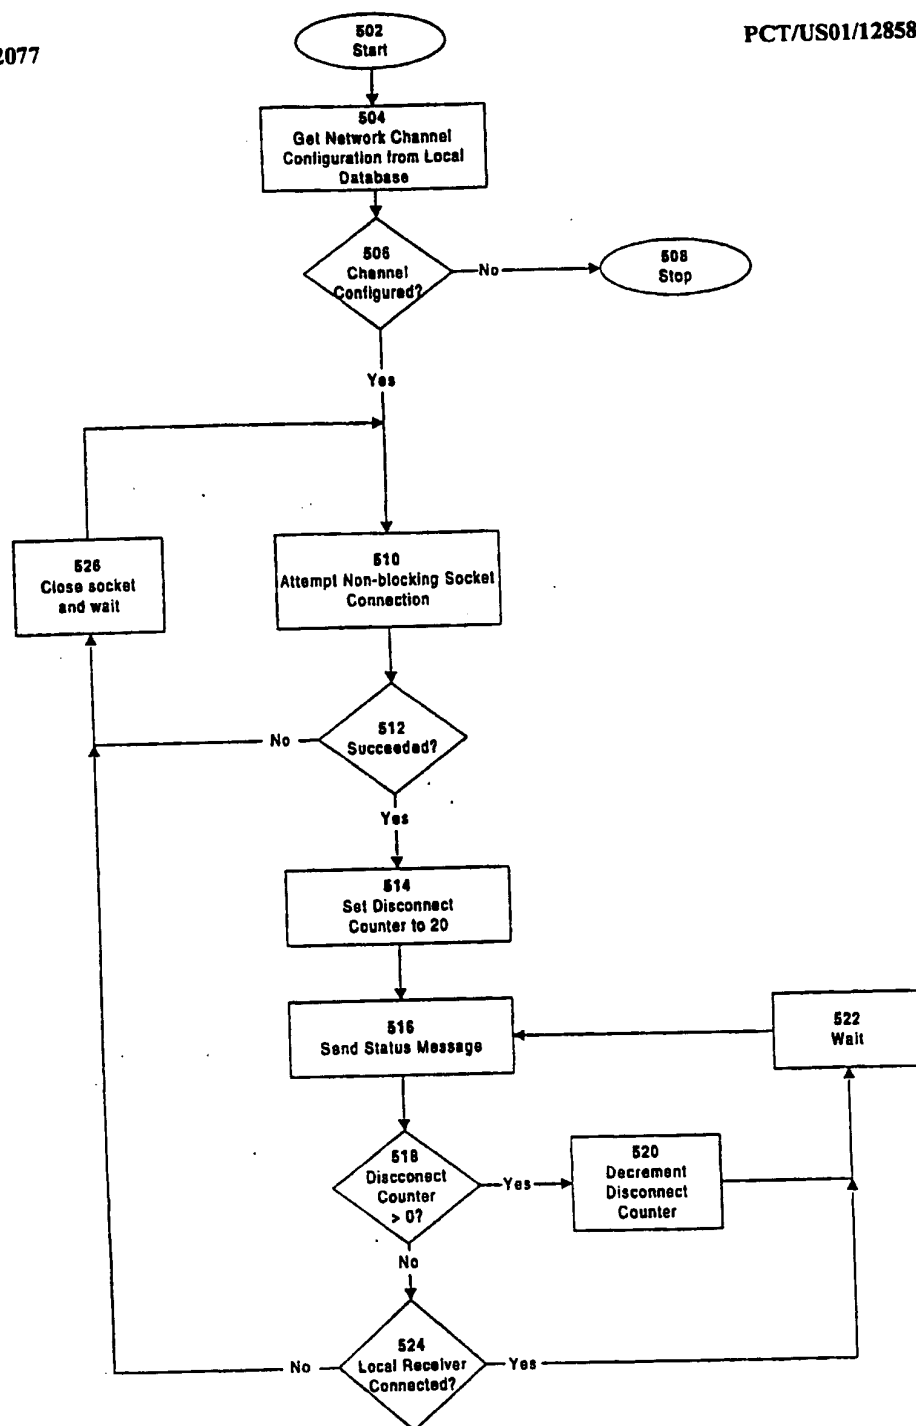 2077
PCT/US01/12858
502
Start
504
Get Network Channel
Configuration from Local
Database
506
Channel
Configured?
No
508
Stop
Yes
526
Close socket
and wait
510
Attempt Non-blocking Socket
Connection
512
Succeeded?
No
Yes
514
Set Disconnect
Counter to 20
516
Send Status Message
522
Wait
518
Disccnect
Counter
> 0?
Yes
520
Decrement
Disconnect
Counter
No
524
Local Receiver
Connected?
No
Yes